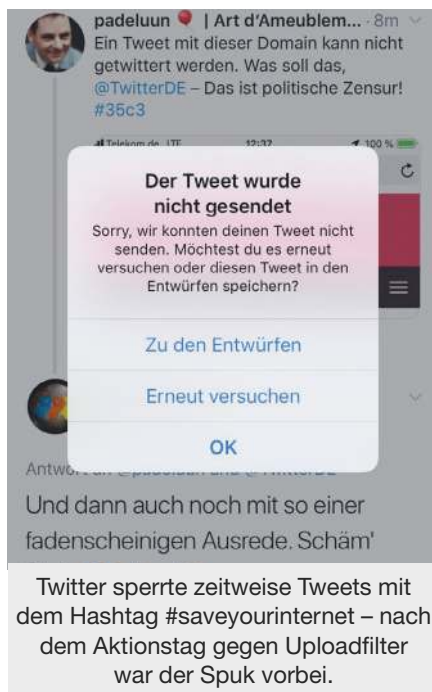 padeluun 🎈 | Art d'Ameublem... · 8m
Ein Tweet mit dieser Domain kann nicht
getwittert werden. Was soll das,
@TwitterDE – Das ist politische Zensur!
#35c3
Telekom.de LTE 12:37 100 %
Der Tweet wurde
nicht gesendet
Sorry, wir konnten deinen Tweet nicht
senden. Möchtest du es erneut
versuchen oder diesen Tweet in den
Entwürfen speichern?
Zu den Entwürfen
Erneut versuchen
OK
Und dann auch noch mit so einer
fadenscheinigen Ausrede. Schäm'
Twitter sperrte zeitweise Tweets mit
dem Hashtag #saveyourinternet – nach
dem Aktionstag gegen Uploadfilter
war der Spuk vorbei.